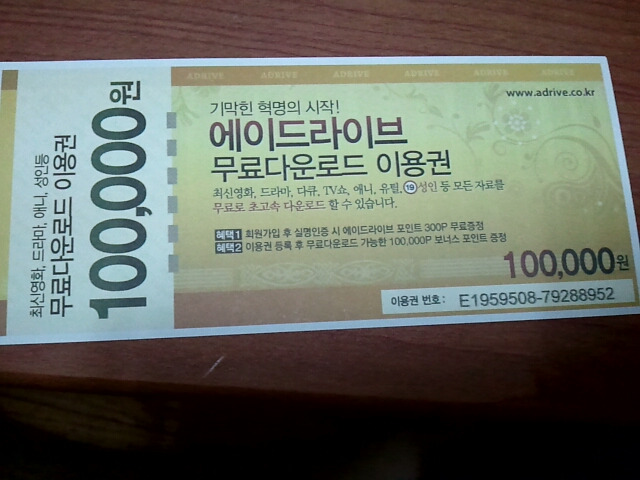 최신영화, 드라마, 애니, 성인등
무료다운로드 이용권
100,000원
ADRIVE ADRIVE ADRIVE ADRIVE ADRIVE ADRIVE
www.adrive.co.kr
기막힌 혁명의 시작!
에이드라이브
무료다운로드 이용권
최신영화, 드라마, 다큐, TV쇼, 애니, 유틸, 19성인 등 모든 자료를
무료로 초고속 다운로드 할 수 있습니다.
혜택1 회원가입 후 실명인증 시 에이드라이브 포인트 300P 무료증정
혜택2 이용권 등록 후 무료다운로드 가능한 100,000P 보너스 포인트 증정
100,000원
이용권 번호 : E1959508-79288952